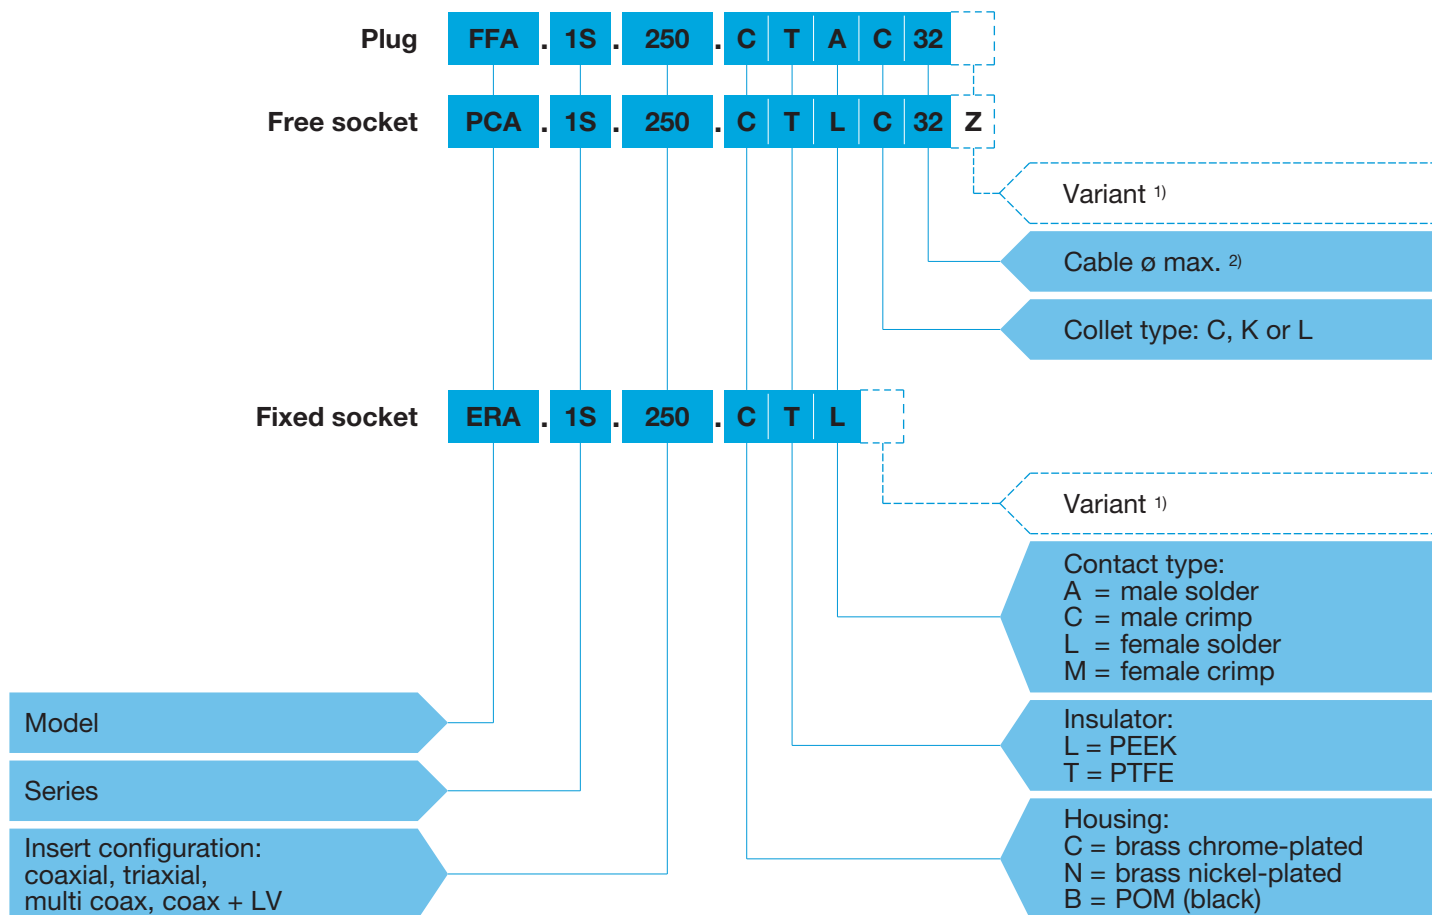 Plug FFA . 1S . 250 . C T A C 32
Free socket PCA . 1S . 250 . C T L C 32 Z
Variant 1)
Cable ø max. 2)
Collet type: C, K or L
Fixed socket ERA . 1S . 250 . C T L
Variant 1)
Contact type:
A = male solder
C = male crimp
L = female solder
M = female crimp
Model
Insulator:
L = PEEK
T = PTFE
Series
Insert configuration:
coaxial, triaxial,
multi coax, coax + LV
Housing:
C = brass chrome-plated
N = brass nickel-plated
B = POM (black)